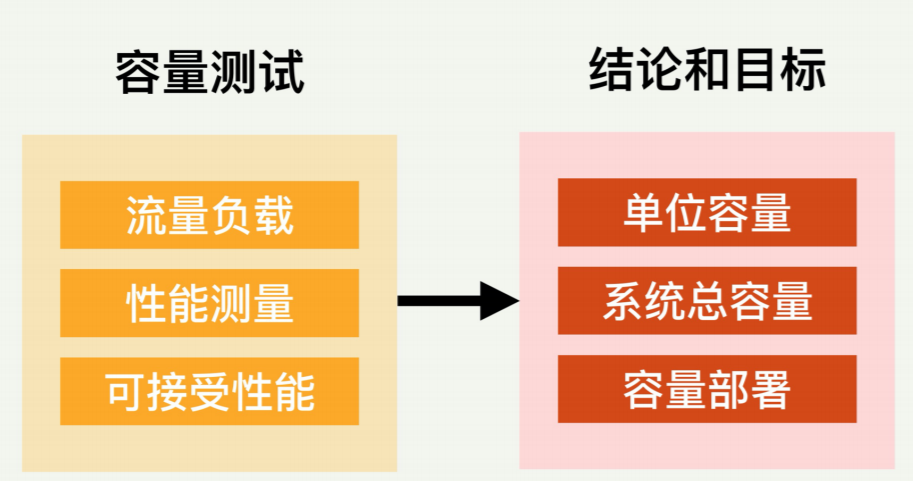 容量测试
流量负载
性能测量
可接受性能
结论和目标
单位容量
系统总容量
容量部署